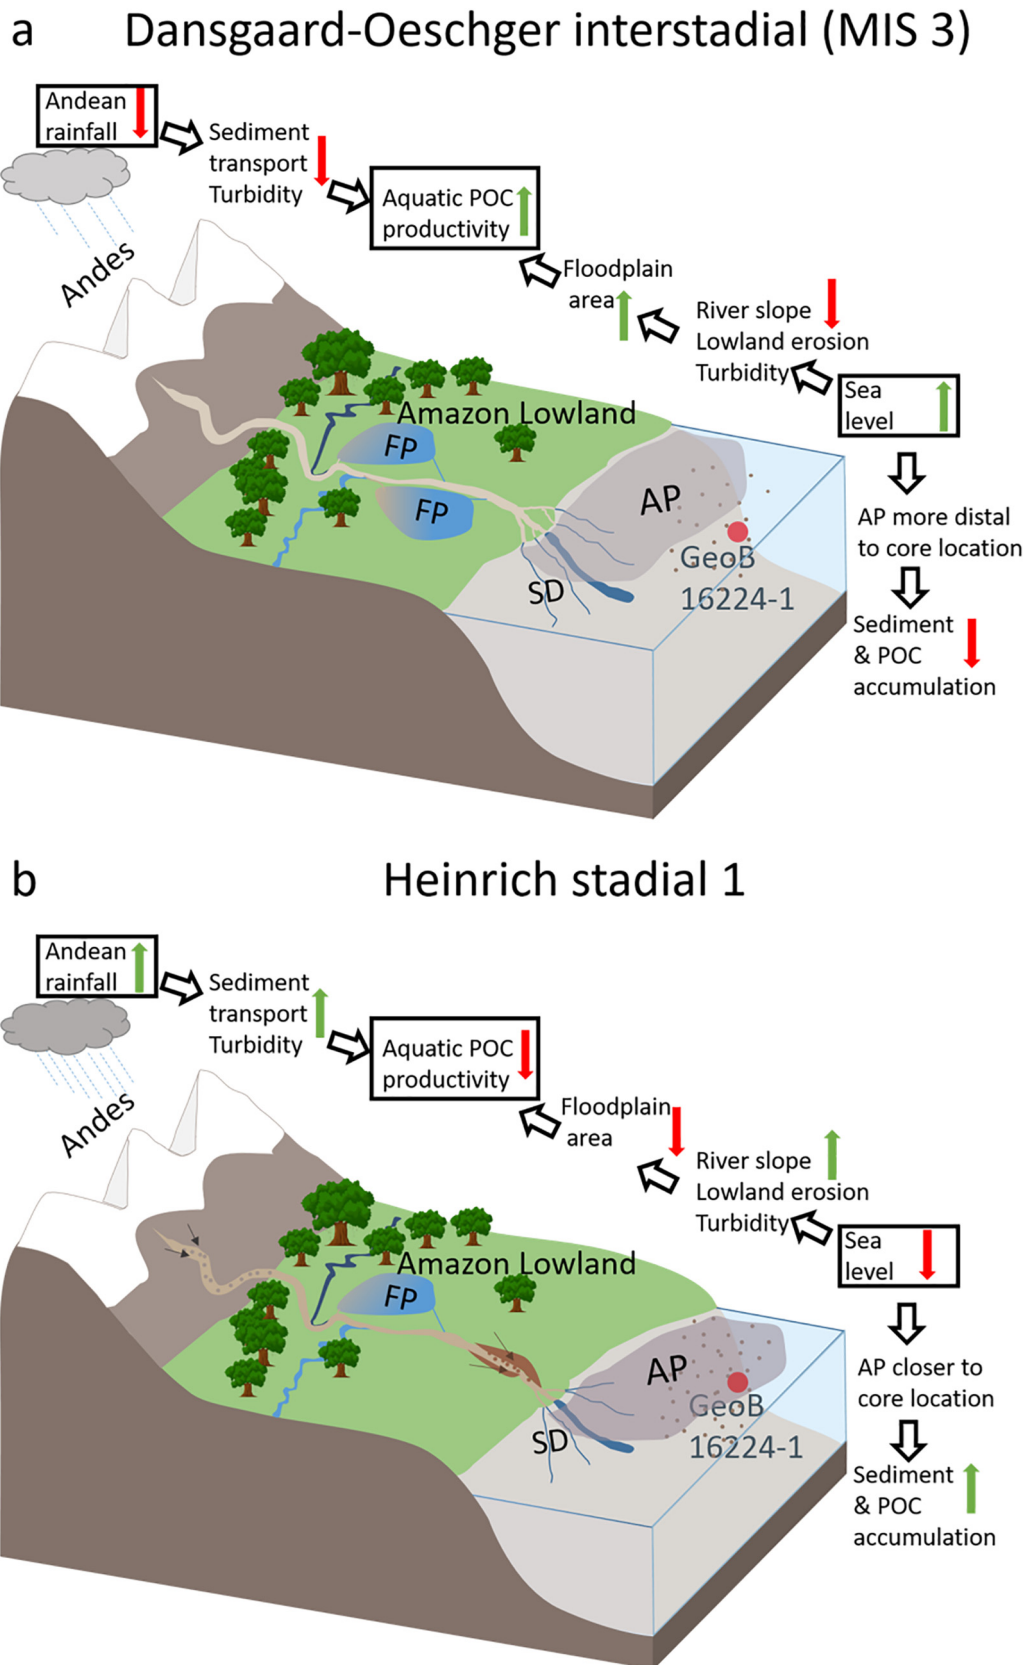 a
Dansgaard-Oeschger interstadial (MIS 3)
Andean
rainfall
Sediment
transport
Turbidity
Aquatic POC
productivity
Floodplain
area
River slope
Lowland erosion
Turbidity
Sea
level
AP more distal
to core location
Sediment
& POC
accumulation
Andes
Amazon Lowland
FP
FP
AP
GeoB
16224-1
SD
b
Heinrich stadial 1
Andean
rainfall
Sediment
transport
Turbidity
Aquatic POC
productivity
Floodplain
area
River slope
Lowland erosion
Turbidity
Sea
level
AP closer to
core location
Sediment
& POC
accumulation
Andes
Amazon Lowland
FP
AP
GeoB
16224-1
SD